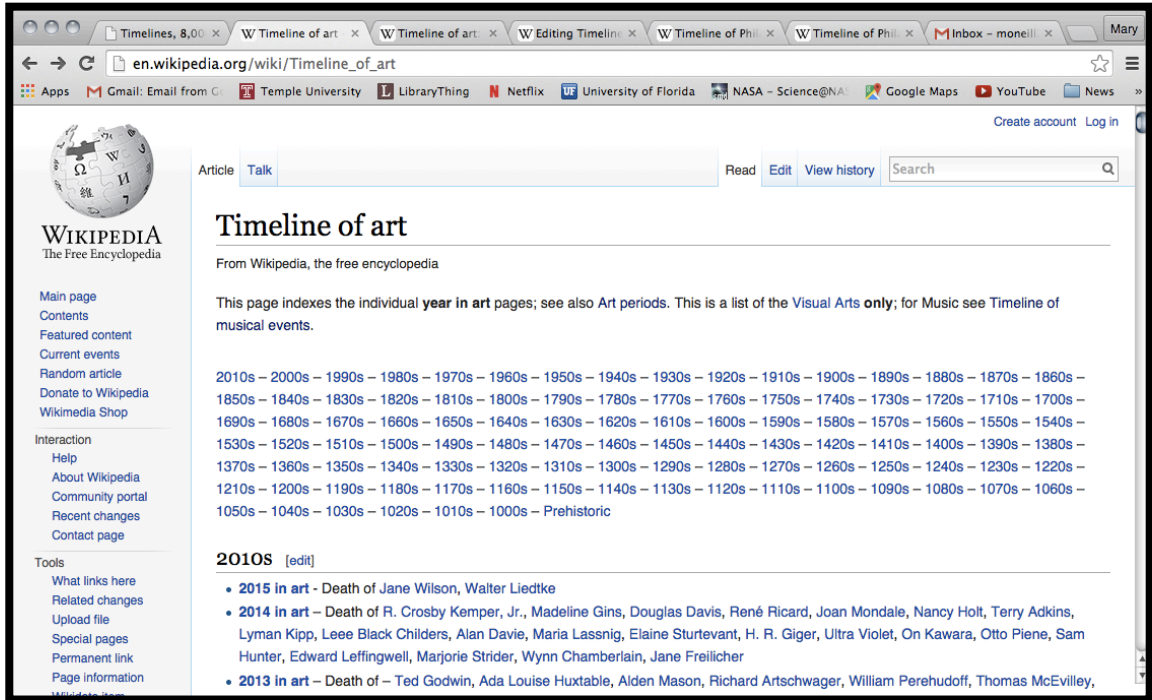 Timelines, 8,00
Timeline of art
Timeline of art:
Editing Timeline
Timeline of Phil
Timeline of Phil
Inbox – moneill
Mary
en.wikipedia.org/wiki/Timeline_of_art
Apps Gmail: Email from G Temple University LibraryThing Netflix University of Florida NASA – Science@NAS Google Maps YouTube News »
Create account Log in
Article Talk Read Edit View history Search
WIKIPEDIA
The Free Encyclopedia
Main page
Contents
Featured content
Current events
Random article
Donate to Wikipedia
Wikimedia Shop
Interaction
Help
About Wikipedia
Community portal
Recent changes
Contact page
Tools
What links here
Related changes
Upload file
Special pages
Permanent link
Page information
Wikidata item
Timeline of art
From Wikipedia, the free encyclopedia
This page indexes the individual year in art pages; see also Art periods. This is a list of the Visual Arts only; for Music see Timeline of
musical events.
2010s – 2000s – 1990s – 1980s – 1970s – 1960s – 1950s – 1940s – 1930s – 1920s – 1910s – 1900s – 1890s – 1880s – 1870s – 1860s –
1850s – 1840s – 1830s – 1820s – 1810s – 1800s – 1790s – 1780s – 1770s – 1760s – 1750s – 1740s – 1730s – 1720s – 1710s – 1700s –
1690s – 1680s – 1670s – 1660s – 1650s – 1640s – 1630s – 1620s – 1610s – 1600s – 1590s – 1580s – 1570s – 1560s – 1550s – 1540s –
1530s – 1520s – 1510s – 1500s – 1490s – 1480s – 1470s – 1460s – 1450s – 1440s – 1430s – 1420s – 1410s – 1400s – 1390s – 1380s –
1370s – 1360s – 1350s – 1340s – 1330s – 1320s – 1310s – 1300s – 1290s – 1280s – 1270s – 1260s – 1250s – 1240s – 1230s – 1220s –
1210s – 1200s – 1190s – 1180s – 1170s – 1160s – 1150s – 1140s – 1130s – 1120s – 1110s – 1100s – 1090s – 1080s – 1070s – 1060s –
1050s – 1040s – 1030s – 1020s – 1010s – 1000s – Prehistoric
2010s [edit]
• 2015 in art - Death of Jane Wilson, Walter Liedtke
• 2014 in art – Death of R. Crosby Kemper, Jr., Madeline Gins, Douglas Davis, René Ricard, Joan Mondale, Nancy Holt, Terry Adkins,
Lyman Kipp, Leee Black Childers, Alan Davie, Maria Lassnig, Elaine Sturtevant, H. R. Giger, Ultra Violet, On Kawara, Otto Piene, Sam
Hunter, Edward Leffingwell, Marjorie Strider, Wynn Chamberlain, Jane Freilicher
• 2013 in art – Death of – Ted Godwin, Ada Louise Huxtable, Alden Mason, Richard Artschwager, William Perehudoff, Thomas McEvilley,